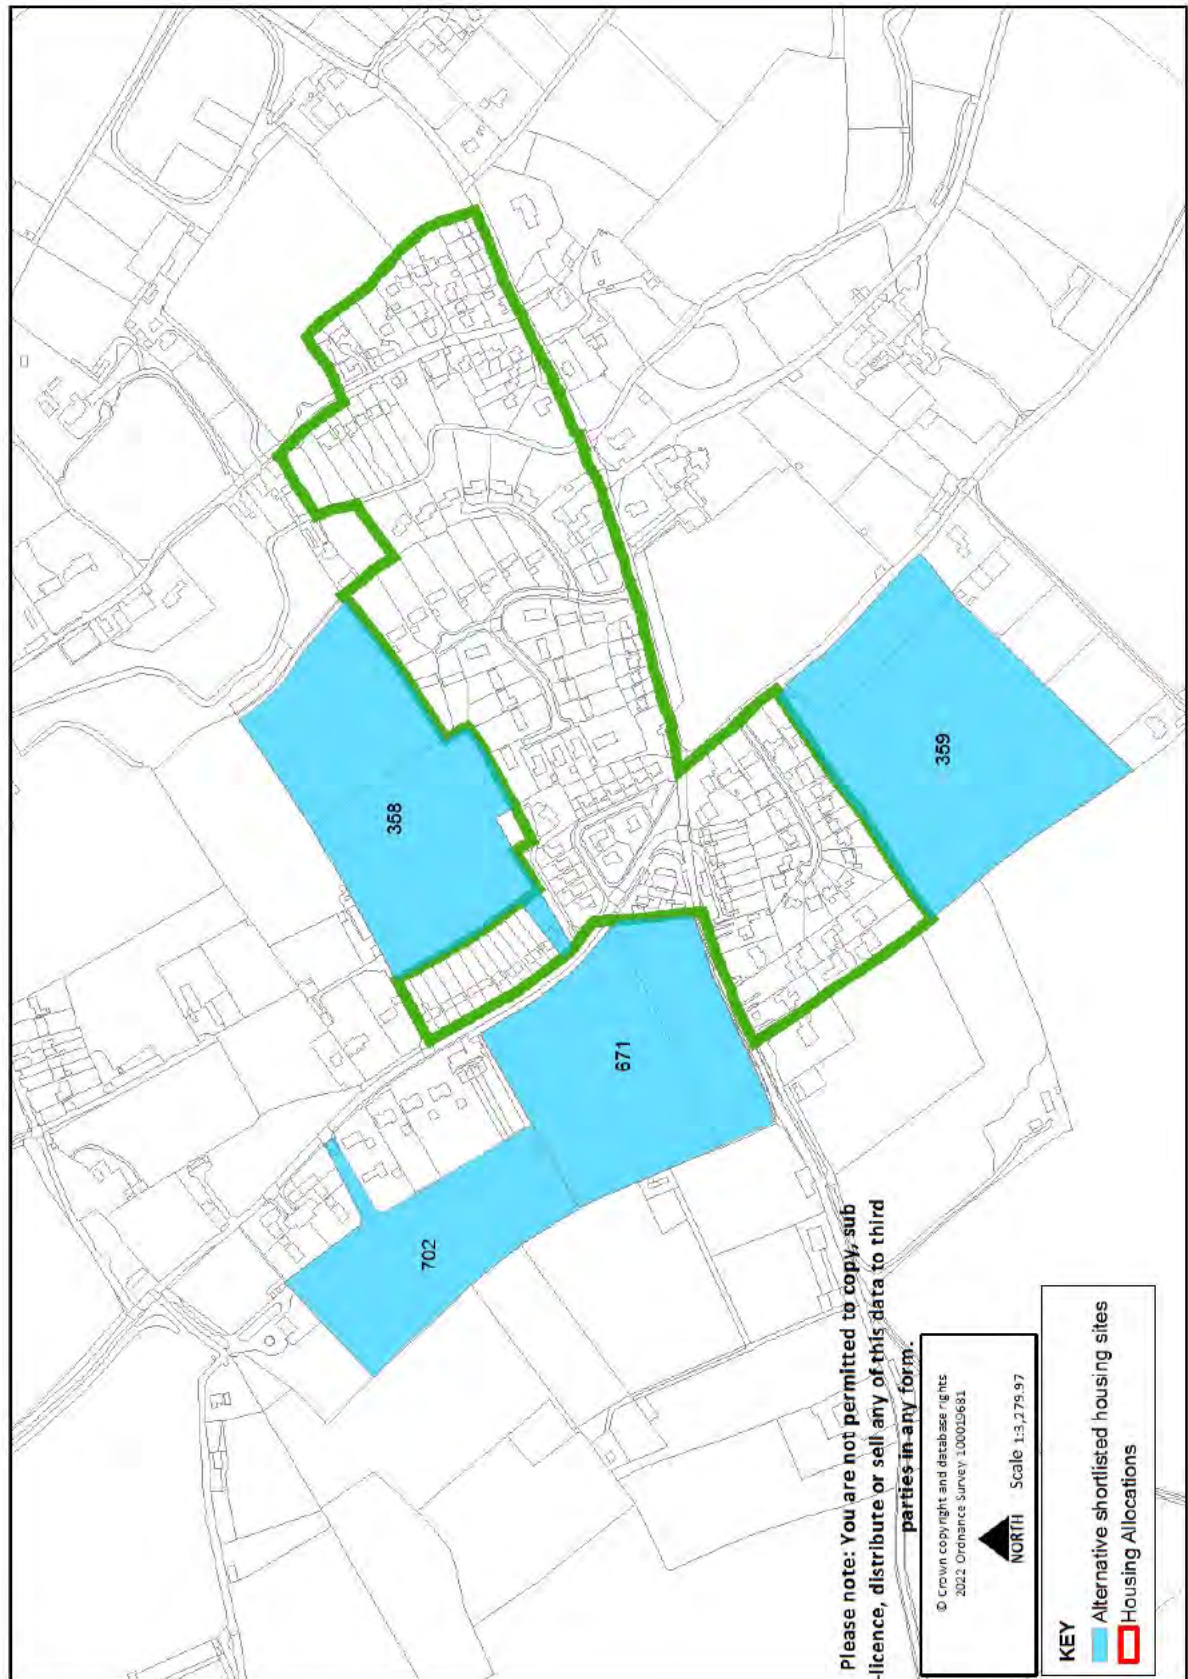 358
359
671
702
Please note: You are not permitted to copy, sub
-licence, distribute or sell any of this data to third
parties in any form.
© Crown copyright and database rights
2022 Ordnance Survey 100019681
NORTH Scale 1:3,279.97
KEY
Alternative shortlisted housing sites
Housing Allocations